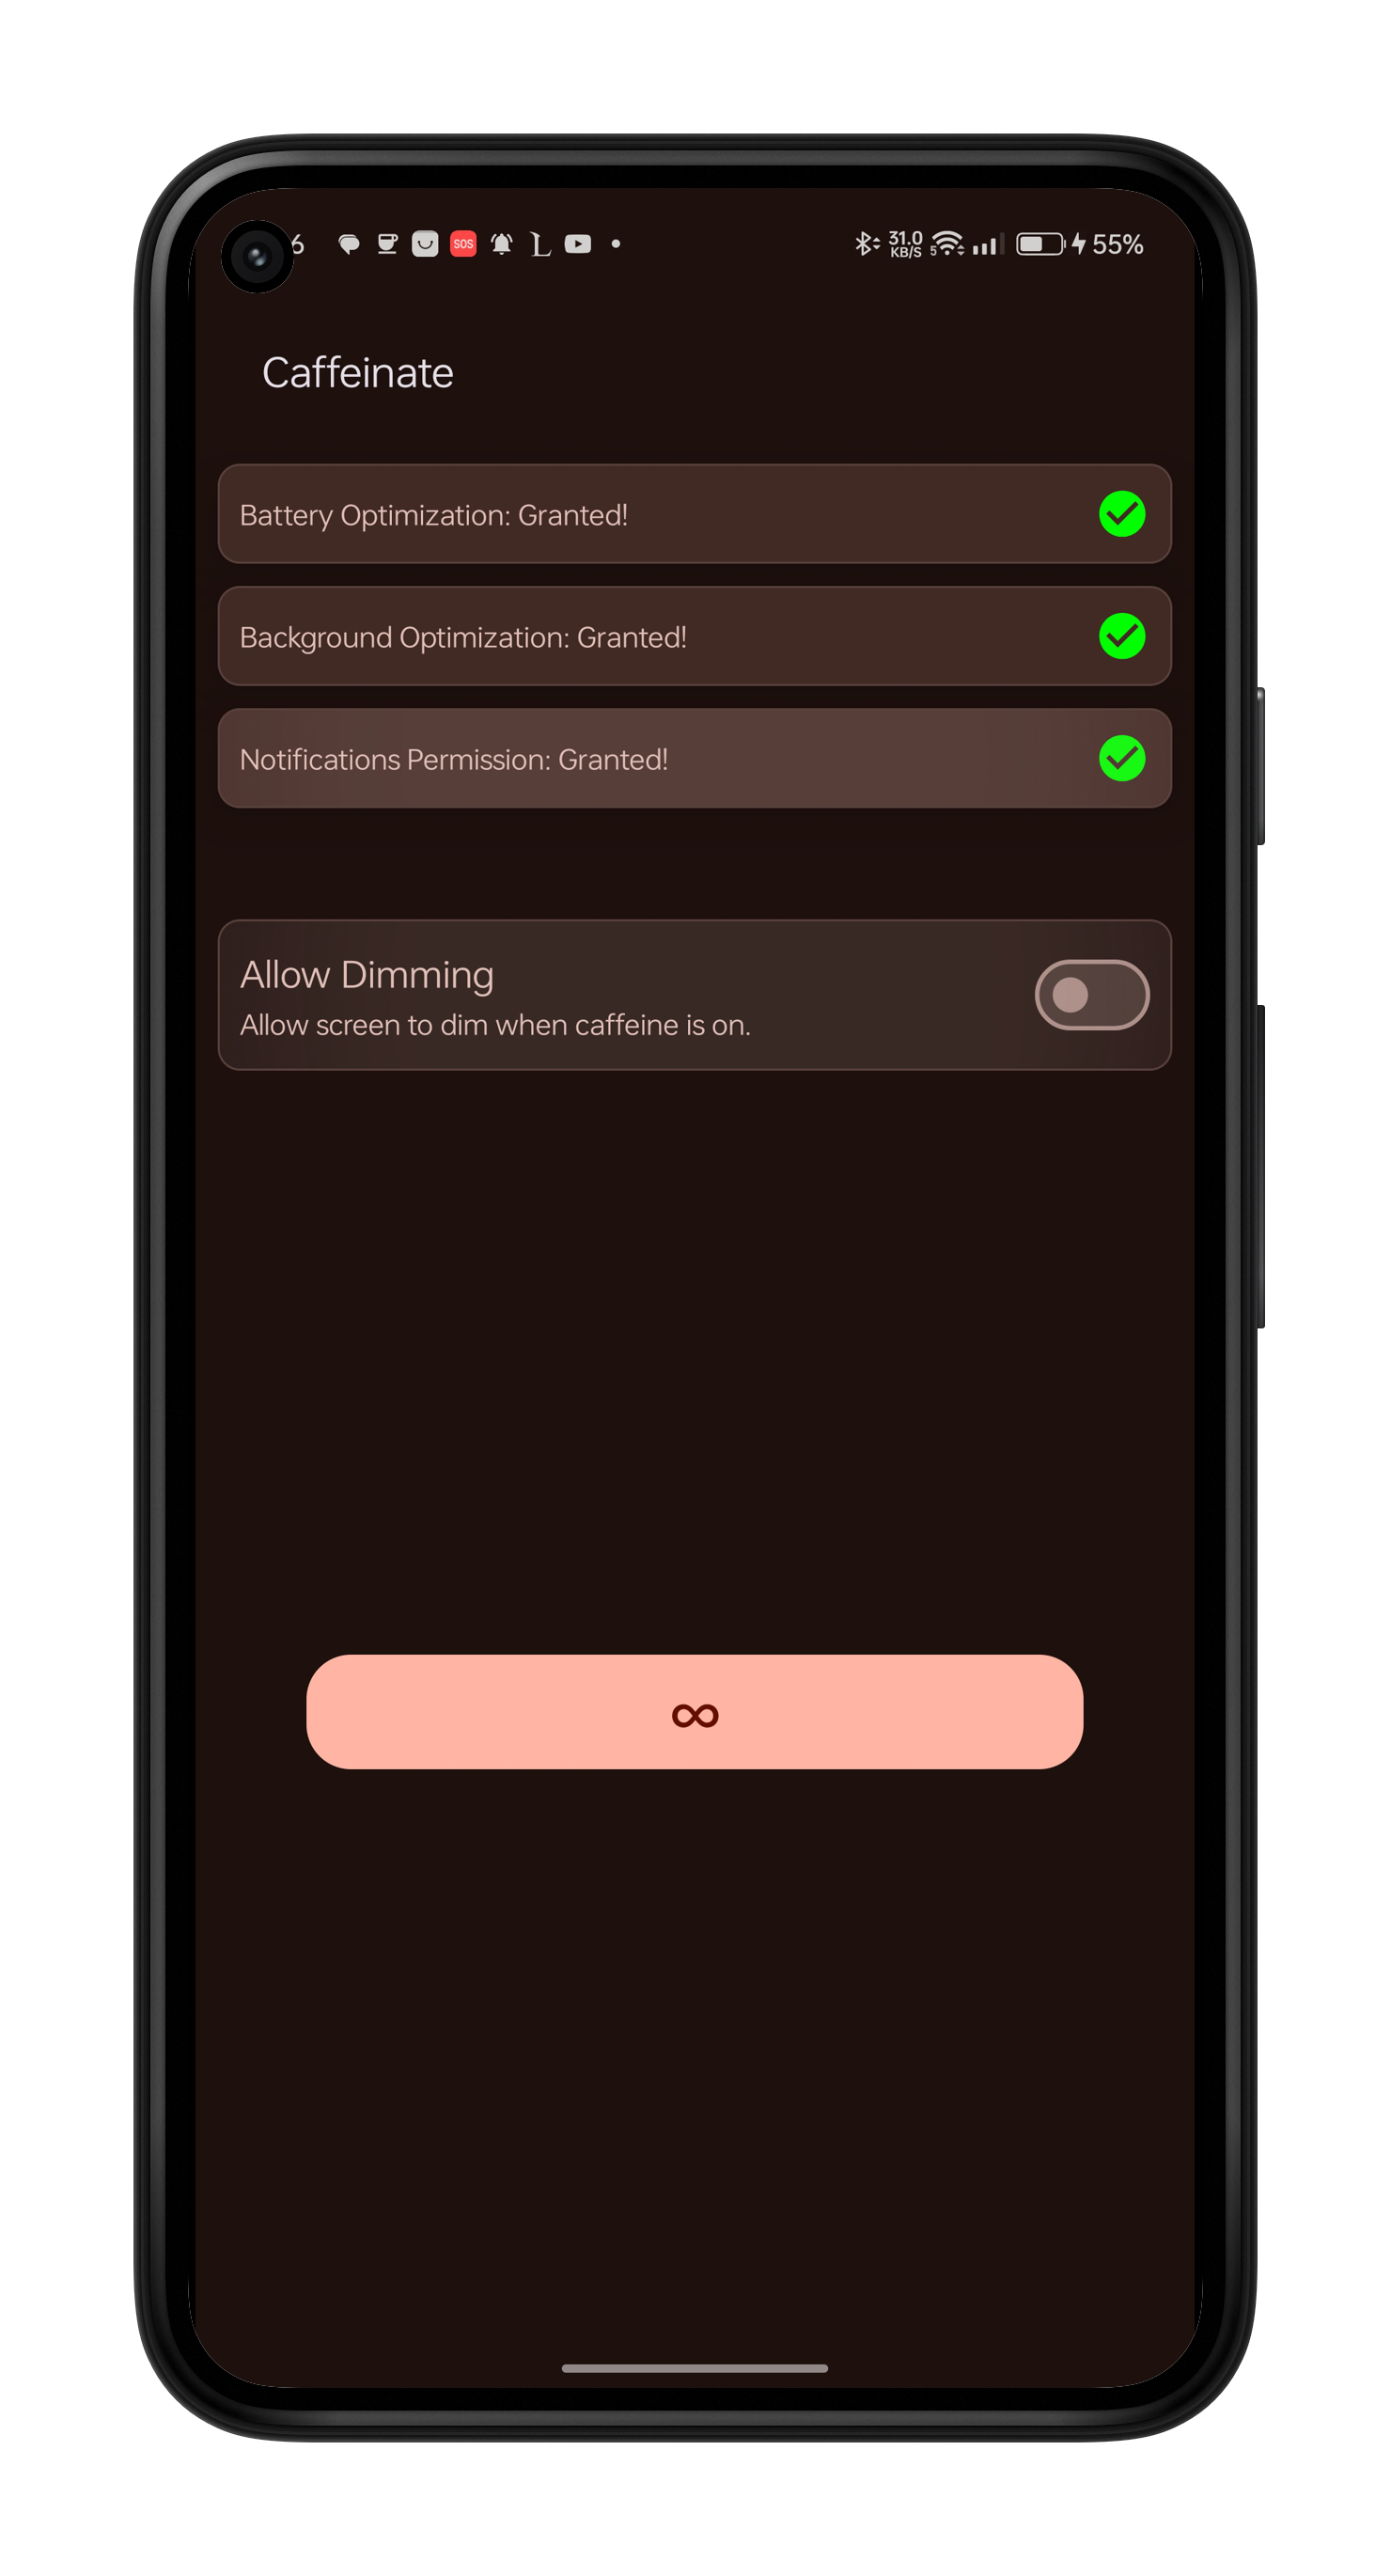 6 SOS L 31.0 KB/S 5 55%
Caffeinate
Battery Optimization: Granted!
Background Optimization: Granted!
Notifications Permission: Granted!
Allow Dimming
Allow screen to dim when caffeine is on.
∞